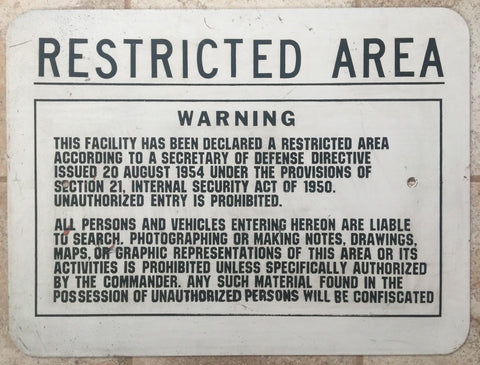 RESTRICTED AREA
WARNING
THIS FACILITY HAS BEEN DECLARED A RESTRICTED AREA
ACCORDING TO A SECRETARY OF DEFENSE DIRECTIVE
ISSUED 20 AUGUST 1954 UNDER THE PROVISIONS OF
SECTION 21, INTERNAL SECURITY ACT OF 1950.
UNAUTHORIZED ENTRY IS PROHIBITED.
ALL PERSONS AND VEHICLES ENTERING HEREON ARE LIABLE
TO SEARCH. PHOTOGRAPHING OR MAKING NOTES, DRAWINGS,
MAPS, OR GRAPHIC REPRESENTATIONS OF THIS AREA OR ITS
ACTIVITIES IS PROHIBITED UNLESS SPECIFICALLY AUTHORIZED
BY THE COMMANDER. ANY SUCH MATERIAL FOUND IN THE
POSSESSION OF UNAUTHORIZED PERSONS WILL BE CONFISCATED